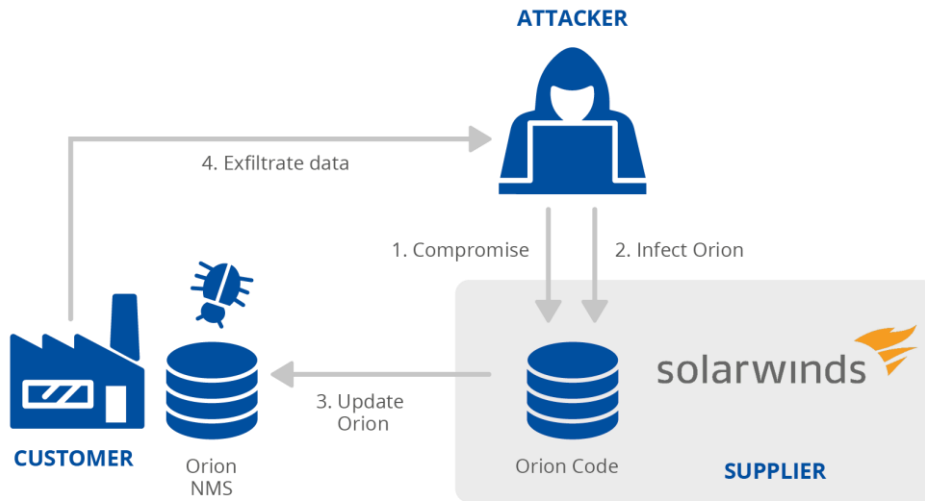 ATTACKER
4. Exfiltrate data
1. Compromise
2. Infect Orion
solarwinds
3. Update
Orion
CUSTOMER
Orion
NMS
Orion Code
SUPPLIER